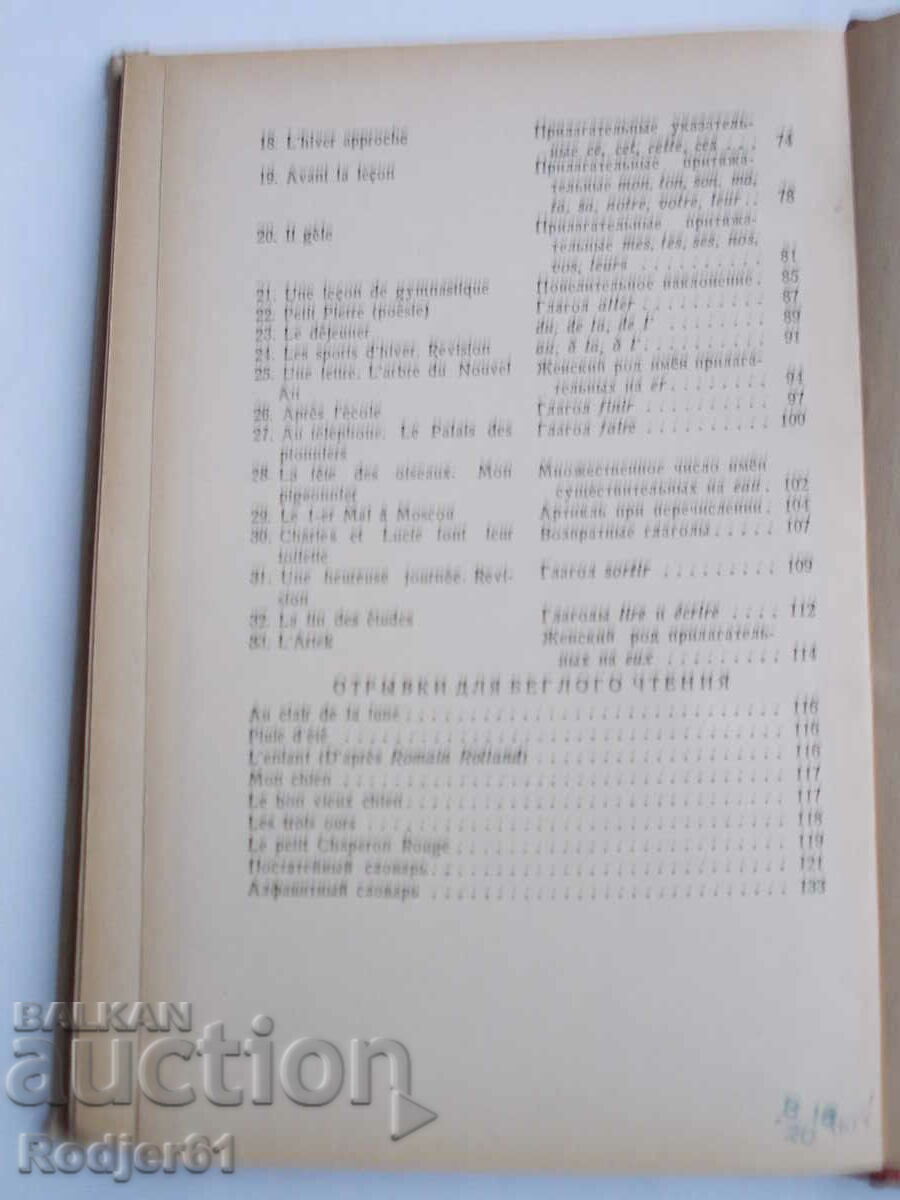 18. L'hiver approche Прилагательные указатель-
ные ce, cet, cette, ces . . . 74
19. Avant la leçon Прилагательные притяжа-
тельные mon, ton, son, ma,
ta, sa, notre, votre, leur . . 78
20. Il gèle Прилагательные притяжа-
тельные mes, tes, ses, nos,
vos, leurs . . . . . . . . . 81
21. Une leçon de gymnastique Повелительное наклонение . 85
22. Petit Pierre (poésie) Глагол aller . . . . . . . . . 87
23. Le déjeuner du, de la, de l' . . . . . . . . 89
24. Les sports d'hiver. Révision au, à la, à l' . . . . . . . . . 91
25. Une lettre. L'arbre du Nouvel Женский род имён прилага-
An тельных на er . . . . . . . 94
26. Après l'école Глагол finir . . . . . . . . . 97
27. Au téléphone. Le Palais des Глагол faire . . . . . . . . . 100
pionniers
28. La fête des oiseaux. Mon Множественное число имён
pigeonnier существительных на eau . 102
29. Le 1-er Mai à Moscou Артикль при перечислении . 104
30. Charles et Lucie font leur Возвратные глаголы . . . . . 107
toilette
31. Une heureuse journée. Révi- Глагол sortir . . . . . . . . . 109
sion
32. La fin des études Глаголы lire и écrire . . . . 112
33. L'Artek Женский род прилагатель-
ных на eux . . . . . . . . . 114
ОТРЫВКИ ДЛЯ БЕГЛОГО ЧТЕНИЯ
Au clair de la lune . . . . . . . . . . . . . . . . . . . . 116
Pluie d'été . . . . . . . . . . . . . . . . . . . . . . . . 116
L'enfant (D'après Romain Rolland) . . . . . . . . . . . . . 116
Mon chien . . . . . . . . . . . . . . . . . . . . . . . . . 117
Le bon vieux chien . . . . . . . . . . . . . . . . . . . . 117
Les trois ours . . . . . . . . . . . . . . . . . . . . . . 118
Le petit Chaperon Rouge . . . . . . . . . . . . . . . . . . 119
Постатейный словарь . . . . . . . . . . . . . . . . . . . . 121
Алфавитный словарь . . . . . . . . . . . . . . . . . . . . 133
BALKAN
auction
Rodjer61